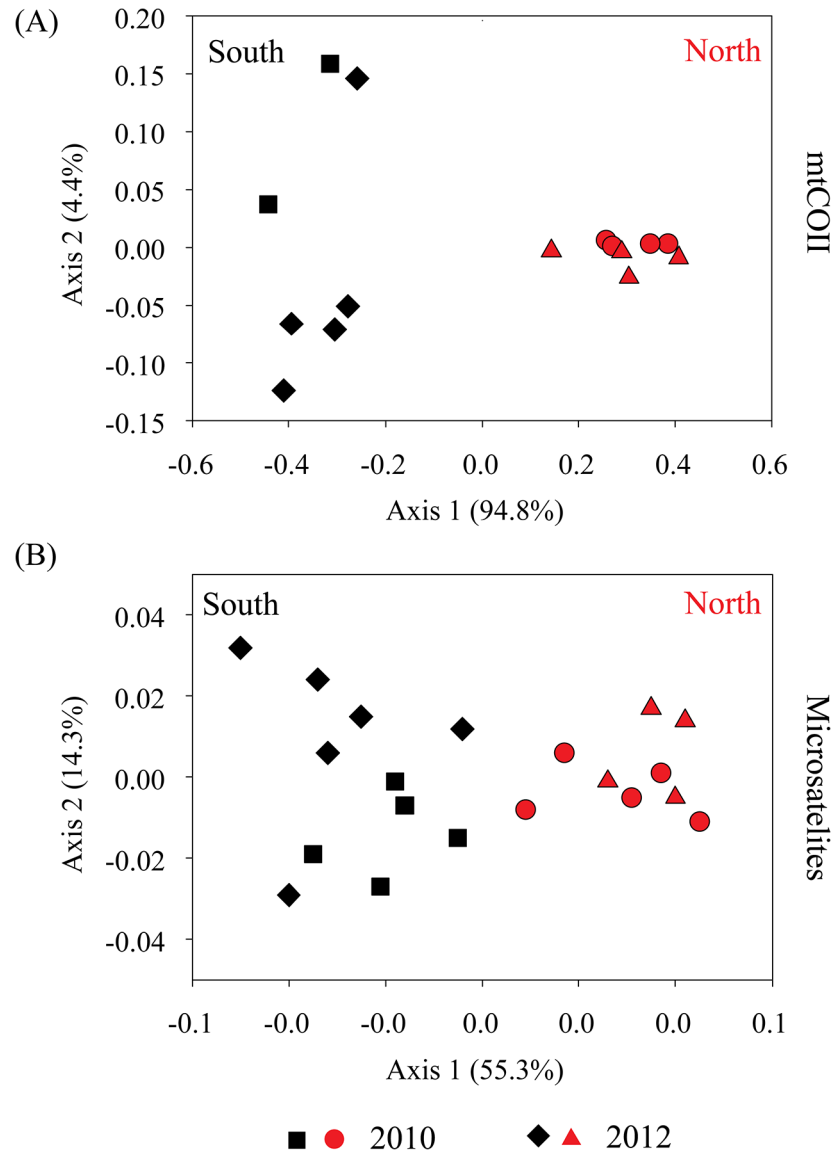 (A)
0.20
South
North
0.15
0.10
0.05
0.00
-0.05
-0.10
-0.15
Axis 2 (4.4%)
mtCOII
-0.6 -0.4 -0.2 0.0 0.2 0.4 0.6
Axis 1 (94.8%)
(B)
South
North
0.04
0.02
0.00
-0.02
-0.04
Axis 2 (14.3%)
Microsatelites
-0.1 -0.0 -0.0 0.0 0.0 0.0 0.1
Axis 1 (55.3%)
2010 2012